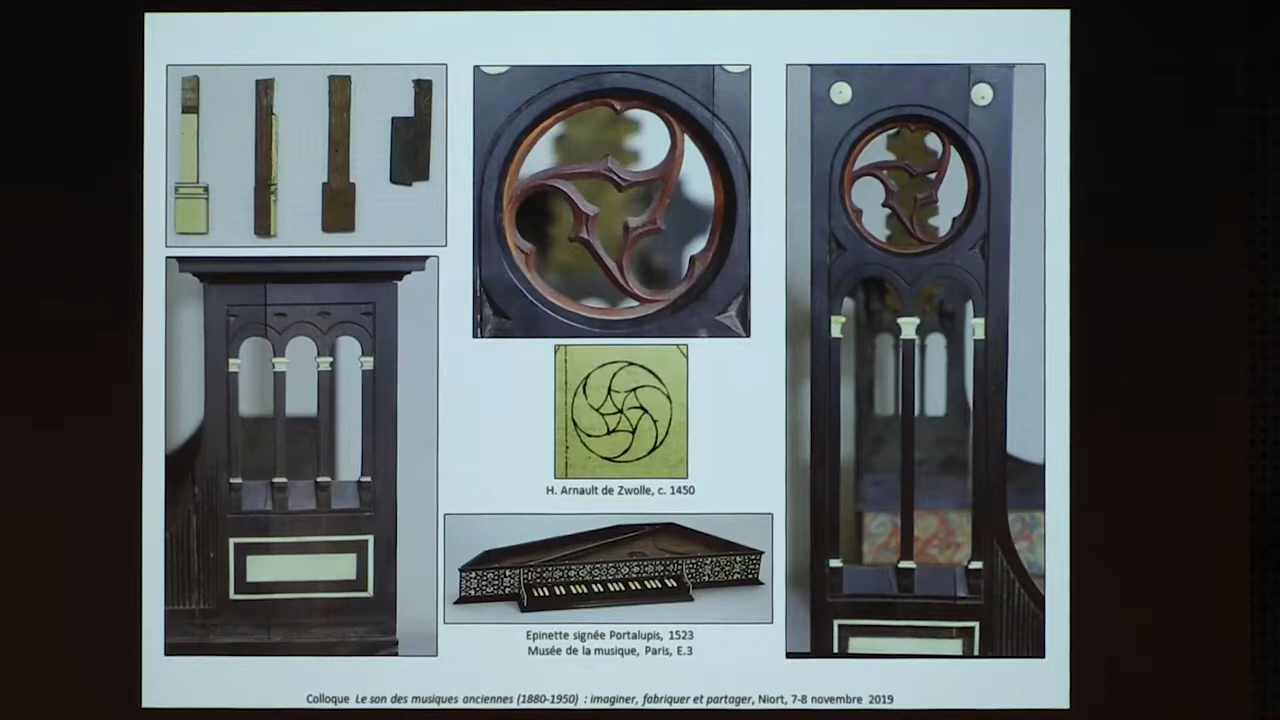 H. Arnault de Zwolle, c. 1450
Epinette signée Portalupis, 1523
Musée de la musique, Paris, E.3
Colloque Le son des musiques anciennes (1880-1950) : imaginer, fabriquer et partager, Niort, 7-8 novembre 2019